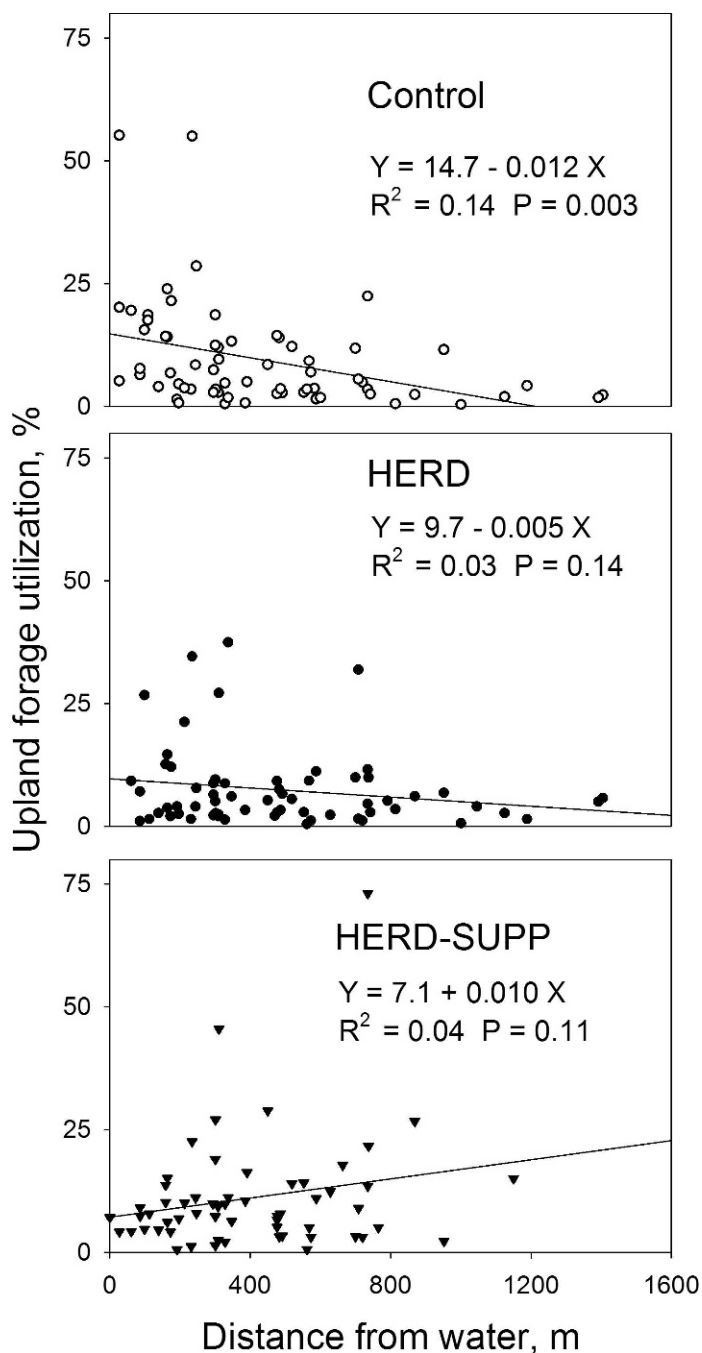 75
Control
Y = 14.7 - 0.012 X
R² = 0.14 P = 0.003
50
25
0
75
HERD
Y = 9.7 - 0.005 X
R² = 0.03 P = 0.14
50
25
0
Upland forage utilization, %
75
HERD-SUPP
Y = 7.1 + 0.010 X
R² = 0.04 P = 0.11
50
25
0
0 400 800 1200 1600
Distance from water, m